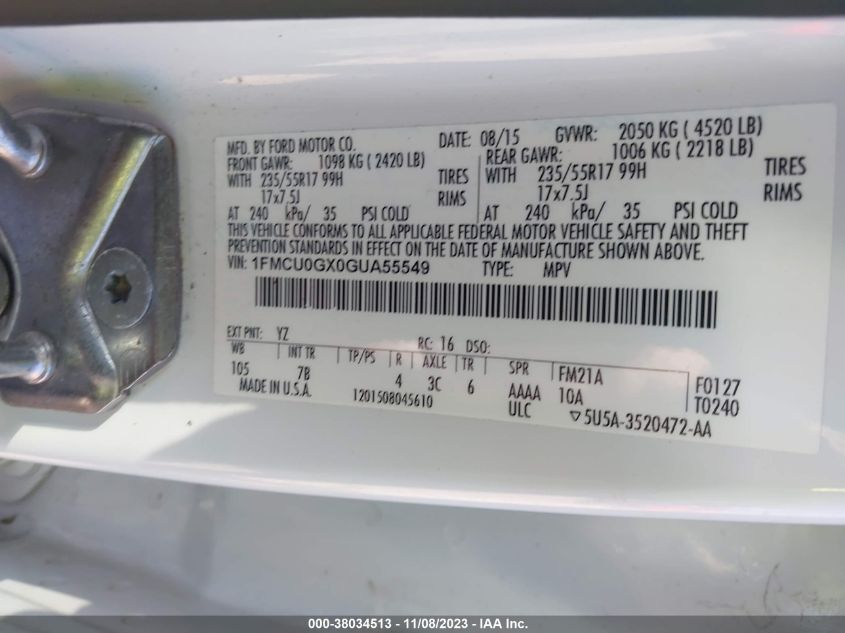 MFD. BY FORD MOTOR CO. DATE: 08/15 GVWR: 2050 KG ( 4520 LB)
FRONT GAWR: 1098 KG ( 2420 LB) REAR GAWR: 1006 KG ( 2218 LB)
WITH 235/55R17 99H TIRES WITH 235/55R17 99H TIRES
17x7.5J RIMS 17x7.5J RIMS
AT 240 kPa/ 35 PSI COLD AT 240 kPa/ 35 PSI COLD
THIS VEHICLE CONFORMS TO ALL APPLICABLE FEDERAL MOTOR VEHICLE SAFETY AND THEFT
PREVENTION STANDARDS IN EFFECT ON THE DATE OF MANUFACTURE SHOWN ABOVE.
VIN: 1FMCU0GX0GUA55549 TYPE: MPV
EXT PNT: YZ RC: 16 DSO:
WB INT TR TP/PS R AXLE TR SPR FM21A F0127
105 7B 4 3C 6 AAAA 10A T0240
MADE IN U.S.A. 1201508045610 ULC ▽5U5A-3520472-AA
000-38034513 - 11/08/2023 - IAA Inc.